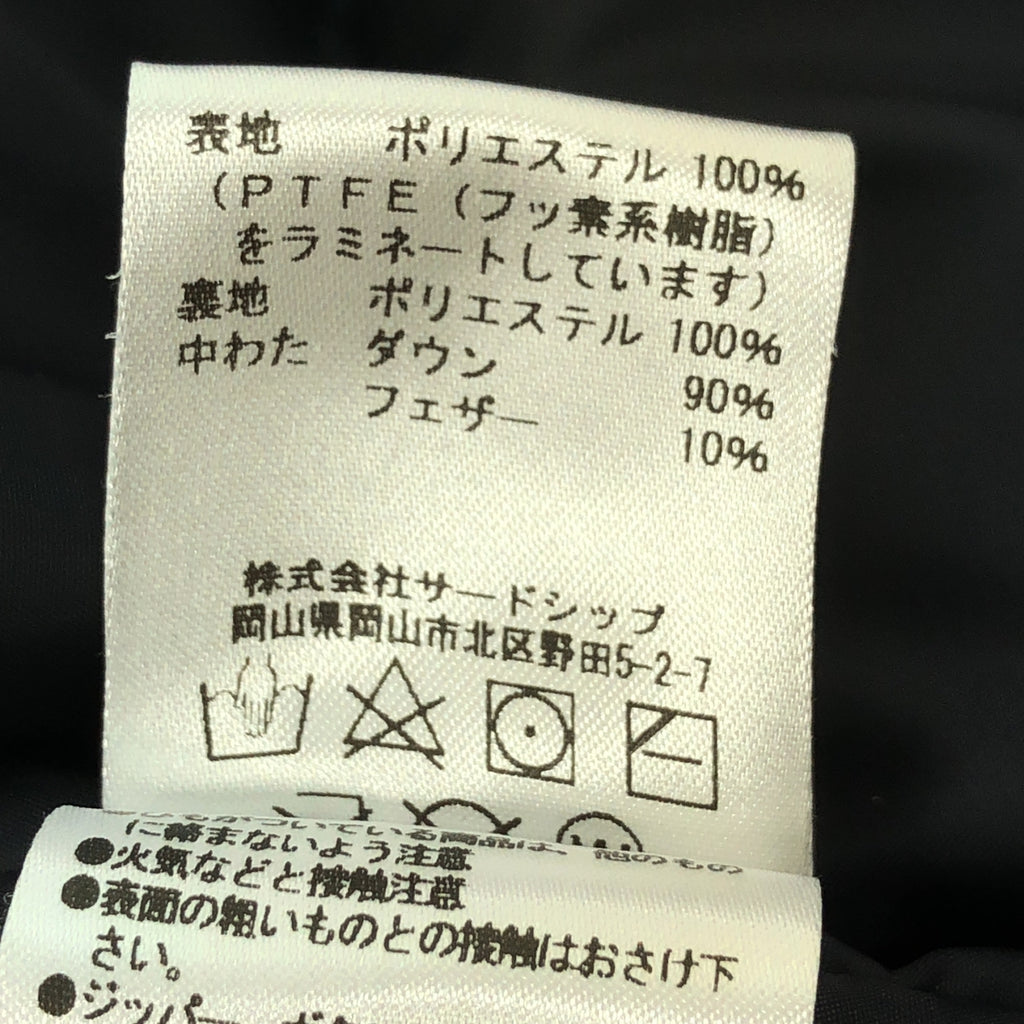 表地　ポリエステル 100%
(PTFE(フッ素系樹脂)
をラミネートしています)
裏地　ポリエステル 100%
中わた　ダウン 90%
フェザー 10%
株式会社サードシップ
岡山県岡山市北区野田5-2-7
に絡まないよう注意
●火気などと接触注意
●表面の粗いものとの接触はおさけ下
さい。
●ジッパー